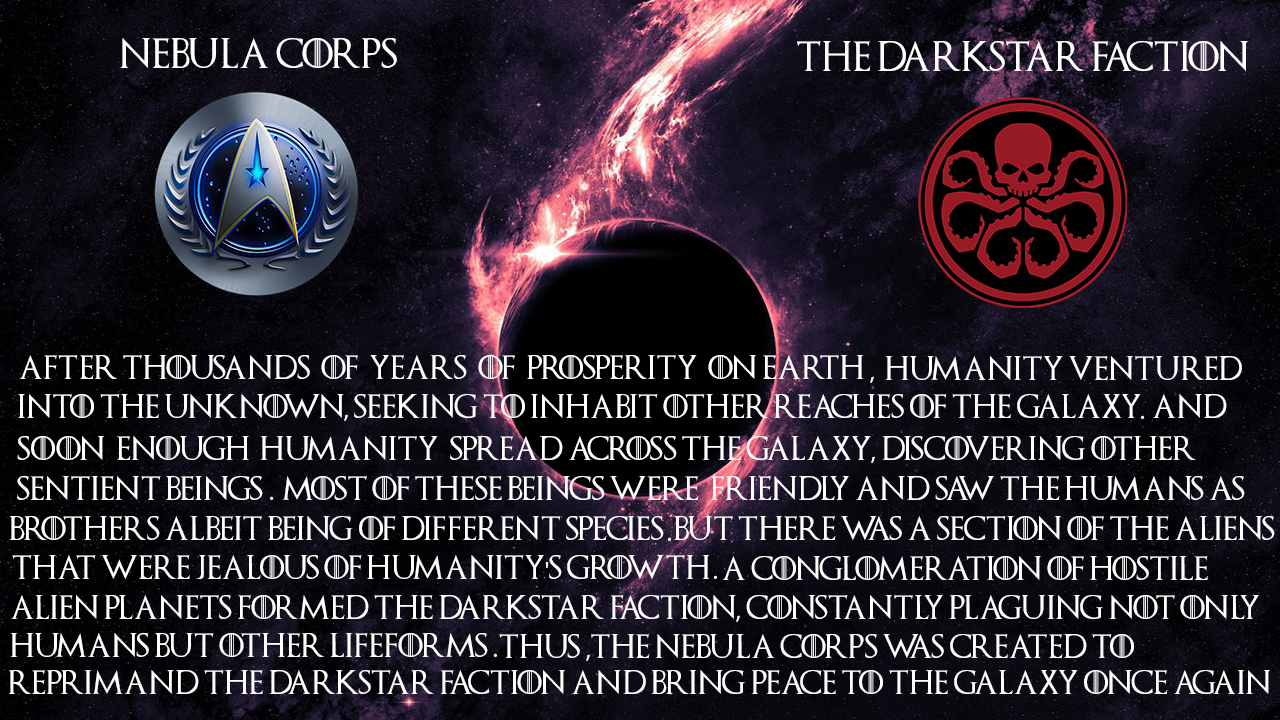 NEBULA CORPS
THE DARKSTAR FACTION
AFTER THOUSANDS OF YEARS OF PROSPERITY ON EARTH, HUMANITY VENTURED
INTO THE UNKNOWN, SEEKING TO INHABIT OTHER REACHES OF THE GALAXY. AND
SOON ENOUGH HUMANITY SPREAD ACROSS THE GALAXY, DISCOVERING OTHER
SENTIENT BEINGS. MOST OF THESE BEINGS WERE FRIENDLY AND SAW THE HUMANS AS
BROTHERS ALBEIT BEING OF DIFFERENT SPECIES. BUT THERE WAS A SECTION OF THE ALIENS
THAT WERE JEALOUS OF HUMANITY'S GROWTH. A CONGLOMERATION OF HOSTILE
ALIEN PLANETS FORMED THE DARKSTAR FACTION, CONSTANTLY PLAGUING NOT ONLY
HUMANS BUT OTHER LIFEFORMS. THUS, THE NEBULA CORPS WAS CREATED TO
REPRIMAND THE DARKSTAR FACTION AND BRING PEACE TO THE GALAXY ONCE AGAIN